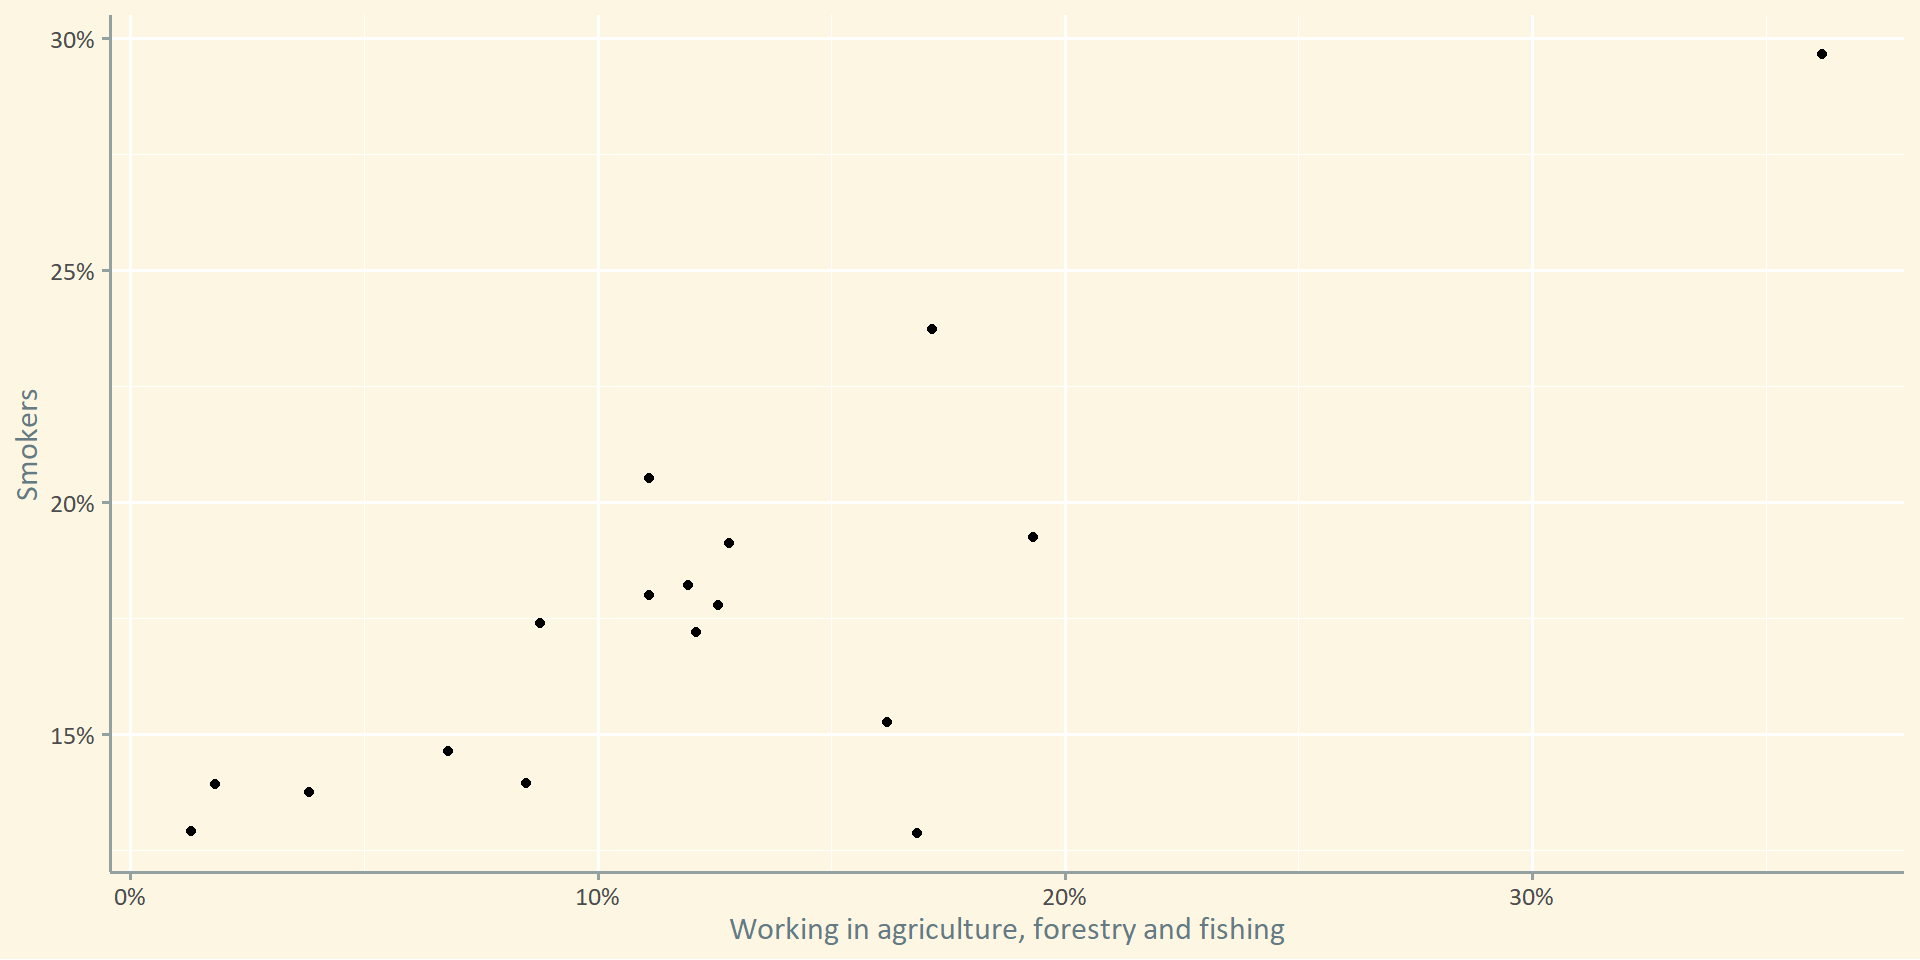 30%
25%
20%
15%
Smokers
0% 10% 20% 30%
Working in agriculture, forestry and fishing